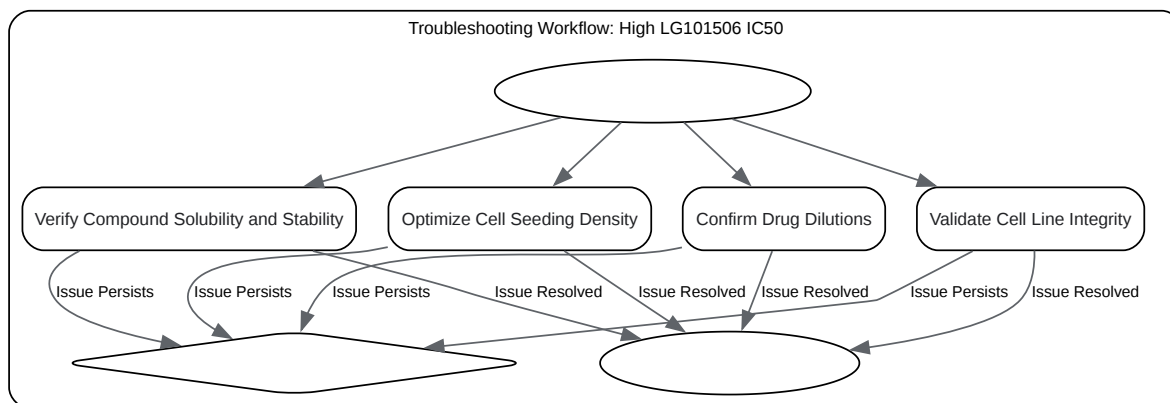 Troubleshooting Workflow: High LG101506 IC50
Verify Compound Solubility and Stability
Optimize Cell Seeding Density
Confirm Drug Dilutions
Validate Cell Line Integrity
Issue Persists
Issue Persists
Issue Persists
Issue Resolved
Issue Resolved
Issue Resolved
Issue Persists
Issue Resolved